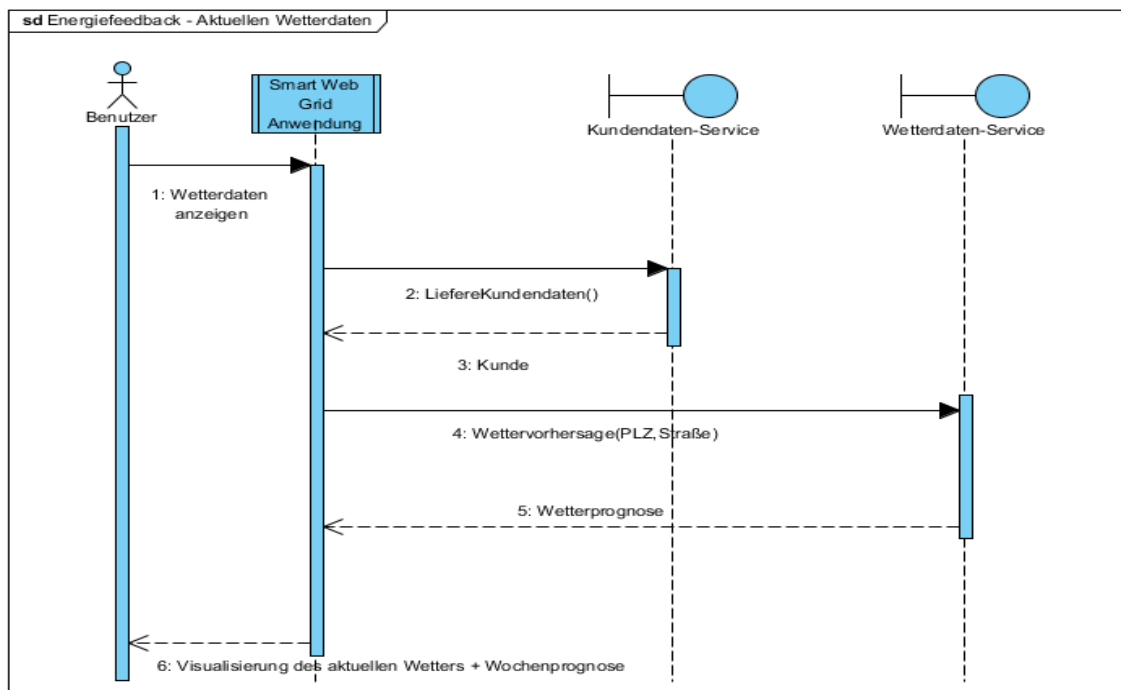 sd Energiefeedback - Aktuellen Wetterdaten
Benutzer
Smart Web
Grid
Anwendung
Kundendaten-Service
Wetterdaten-Service
1: Wetterdaten
anzeigen
2: LiefereKundendaten()
3: Kunde
4: Wettervorhersage(PLZ,Straße)
5: Wetterprognose
6: Visualisierung des aktuellen Wetters + Wochenprognose